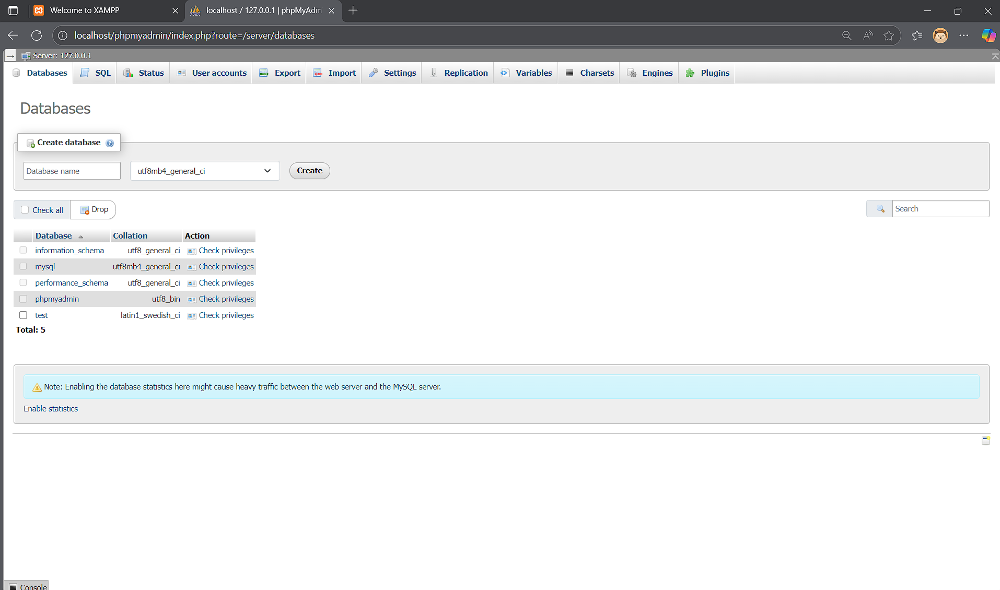 Welcome to XAMPP
localhost / 127.0.0.1 | phpMyAdm
localhost/phpmyadmin/index.php?route=/server/databases
Server: 127.0.0.1
Databases SQL Status User accounts Export Import Settings Replication Variables Charsets Engines Plugins
Databases
Create database
Database name utf8mb4_general_ci Create
Check all Drop Search
Database Collation Action
information_schema utf8_general_ci Check privileges
mysql utf8mb4_general_ci Check privileges
performance_schema utf8_general_ci Check privileges
phpmyadmin utf8_bin Check privileges
test latin1_swedish_ci Check privileges
Total: 5
Note: Enabling the database statistics here might cause heavy traffic between the web server and the MySQL server.
Enable statistics
Console